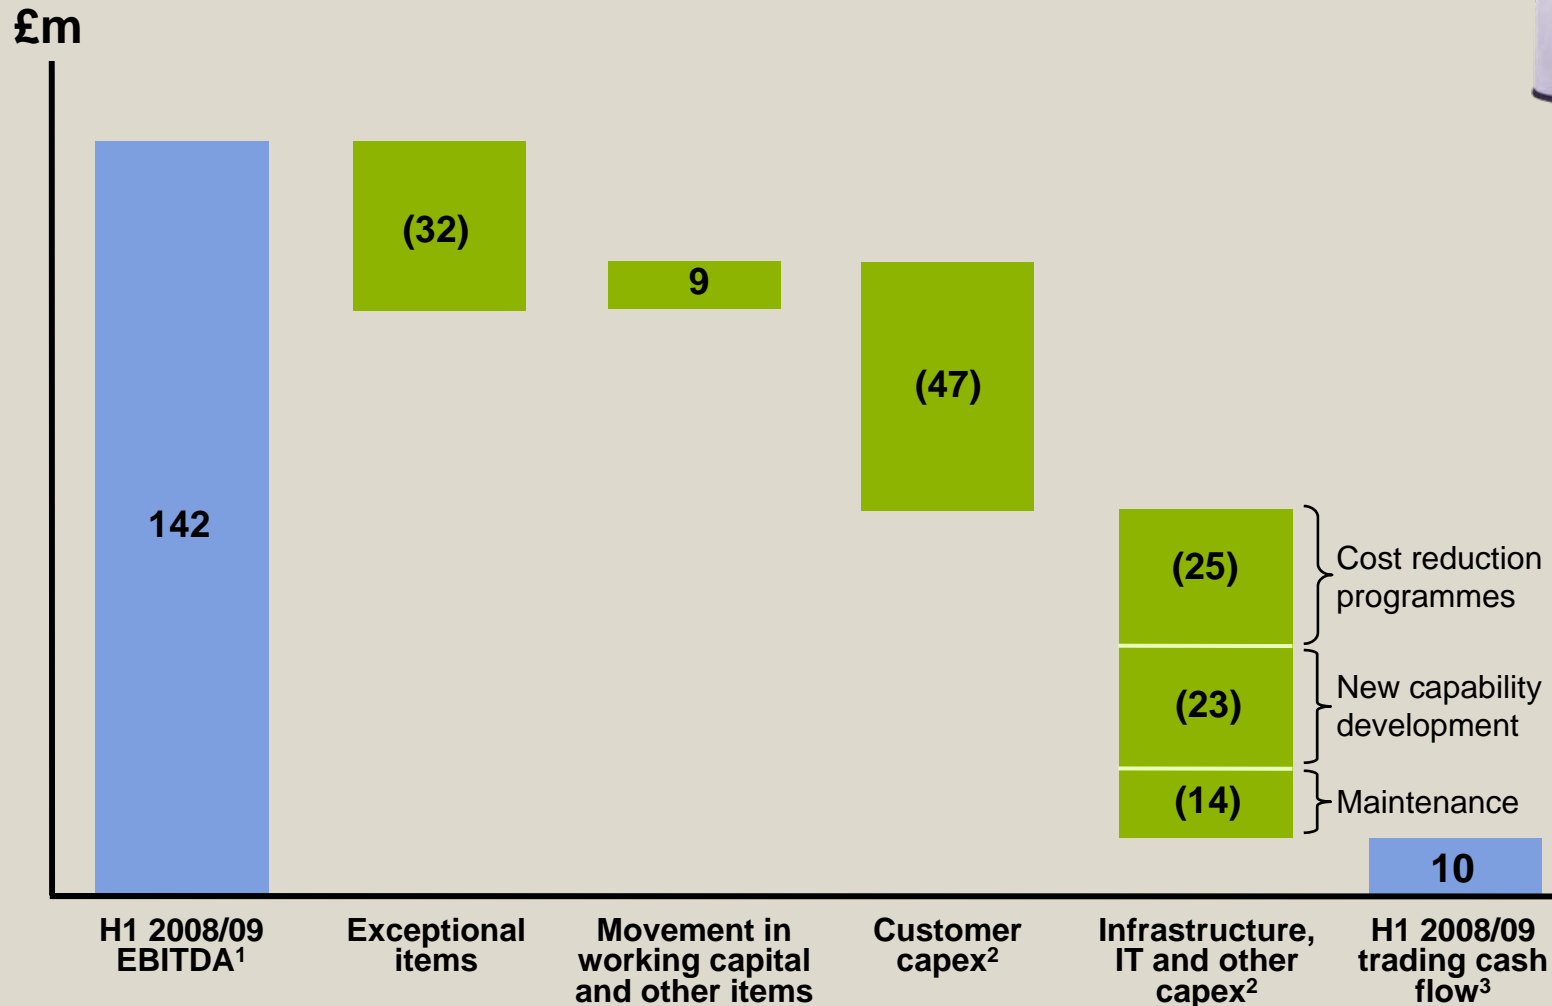 £m
142
(32)
9
(47)
(25)
(23)
(14)
10
Cost reduction
programmes
New capability
development
Maintenance
H1 2008/09
EBITDA¹
Exceptional
items
Movement in
working capital
and other items
Customer
capex²
Infrastructure,
IT and other
capex²
H1 2008/09
trading cash
flow³